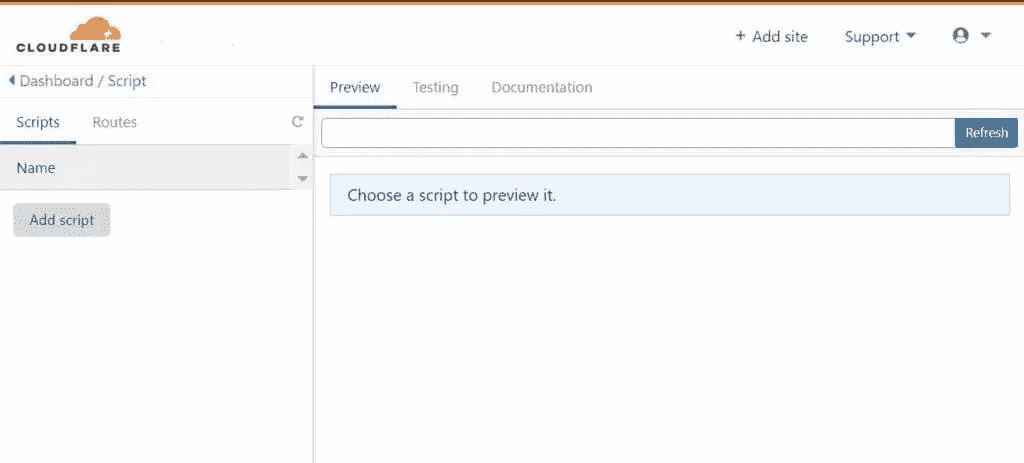 CLOUDFLARE
+ Add site
Support
Dashboard / Script
Scripts
Routes
Name
Add script
Preview
Testing
Documentation
Refresh
Choose a script to preview it.